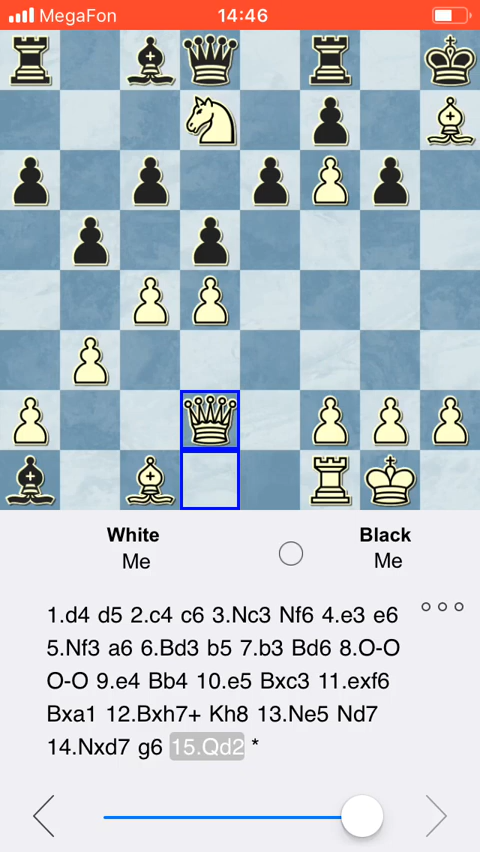 MegaFon 14:46
White Black
Me Me
1.d4 d5 2.c4 c6 3.Nc3 Nf6 4.e3 e6
5.Nf3 a6 6.Bd3 b5 7.b3 Bd6 8.O-O
O-O 9.e4 Bb4 10.e5 Bxc3 11.exf6
Bxa1 12.Bxh7+ Kh8 13.Ne5 Nd7
14.Nxd7 g6 15.Qd2 *